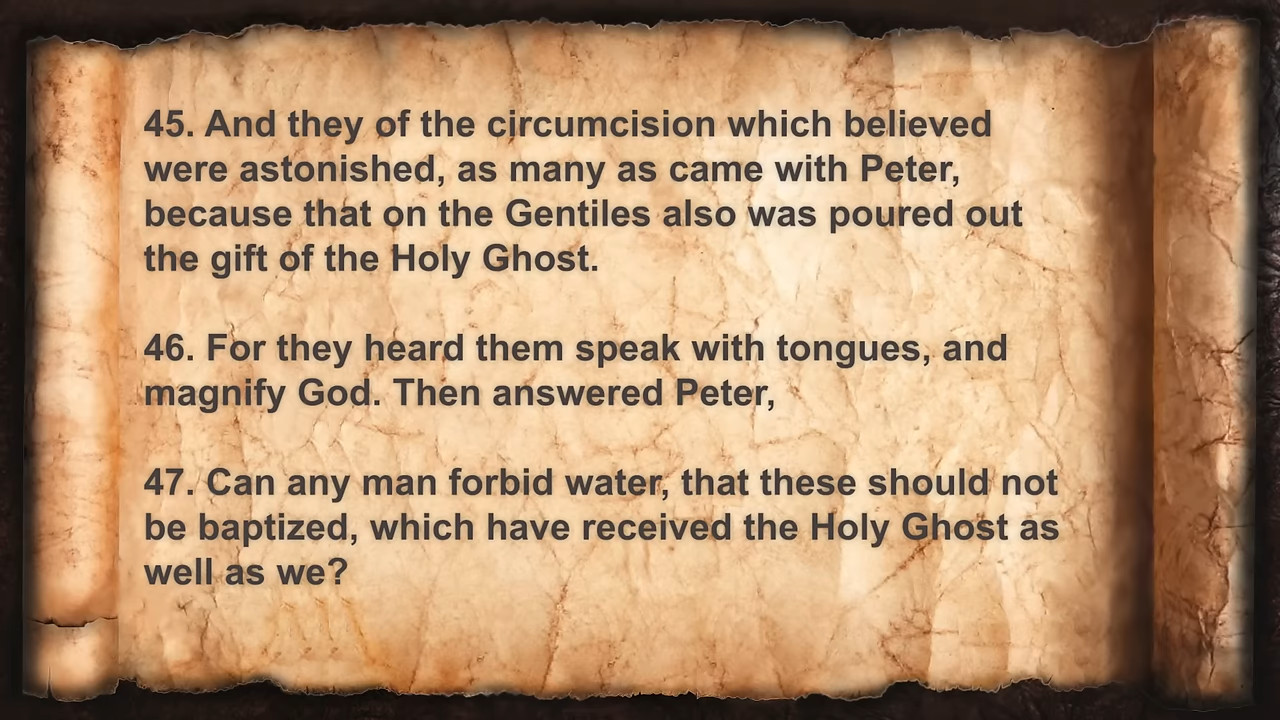 45. And they of the circumcision which believed
were astonished, as many as came with Peter,
because that on the Gentiles also was poured out
the gift of the Holy Ghost.
46. For they heard them speak with tongues, and
magnify God. Then answered Peter,
47. Can any man forbid water, that these should not
be baptized, which have received the Holy Ghost as
well as we?